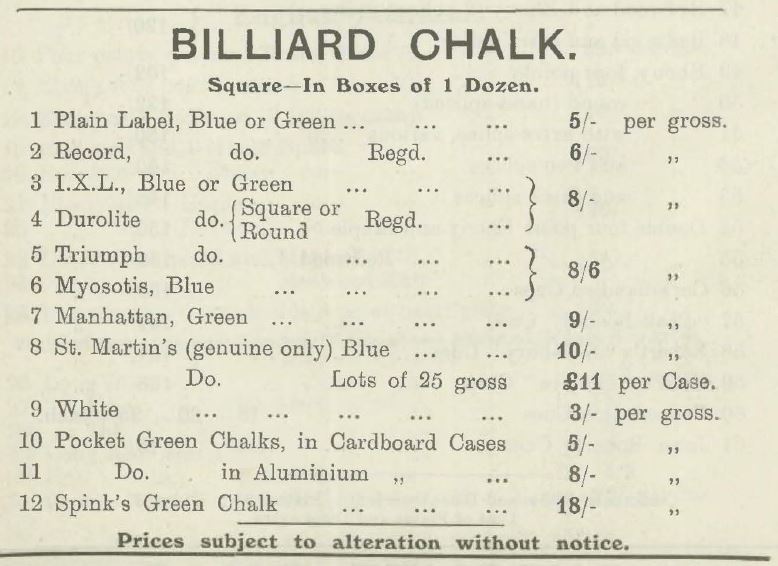 BILLIARD CHALK.
Square—In Boxes of 1 Dozen.
1 Plain Label, Blue or Green ... ... ... 5/- per gross.
2 Record, do. Regd. ... 6/- „
3 I.X.L., Blue or Green ... ... ... } 8/- „
4 Durolite do. { Square or Round Regd. ...
5 Triumph do. ... ... ... } 8/6 „
6 Myosotis, Blue ... ... ... ...
7 Manhattan, Green ... ... ... ... 9/- „
8 St. Martin's (genuine only) Blue ... ... 10/- „
Do. Lots of 25 gross £11 per Case.
9 White ... ... ... ... ... 3/- per gross.
10 Pocket Green Chalks, in Cardboard Cases 5/- „
11 Do. in Aluminium „ ... 8/- „
12 Spink's Green Chalk ... ... ... 18/- „
Prices subject to alteration without notice.